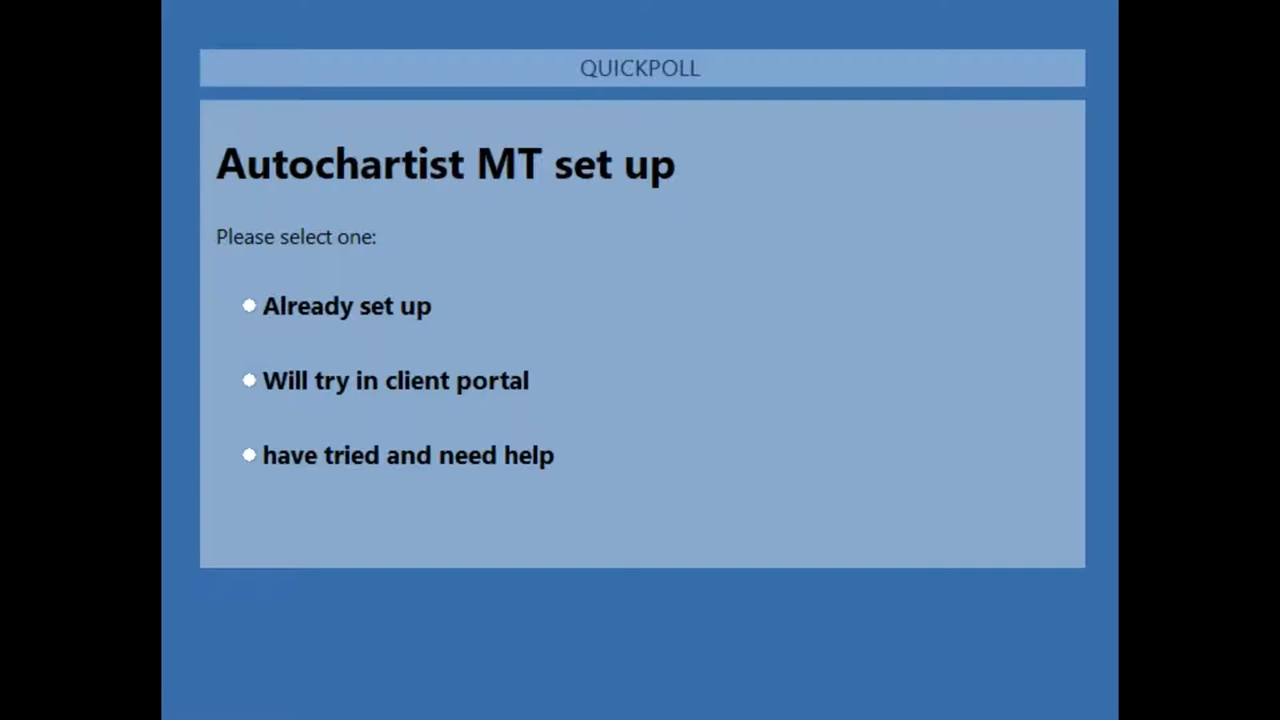 QUICKPOLL
Autochartist MT set up
Please select one:
Already set up
Will try in client portal
have tried and need help